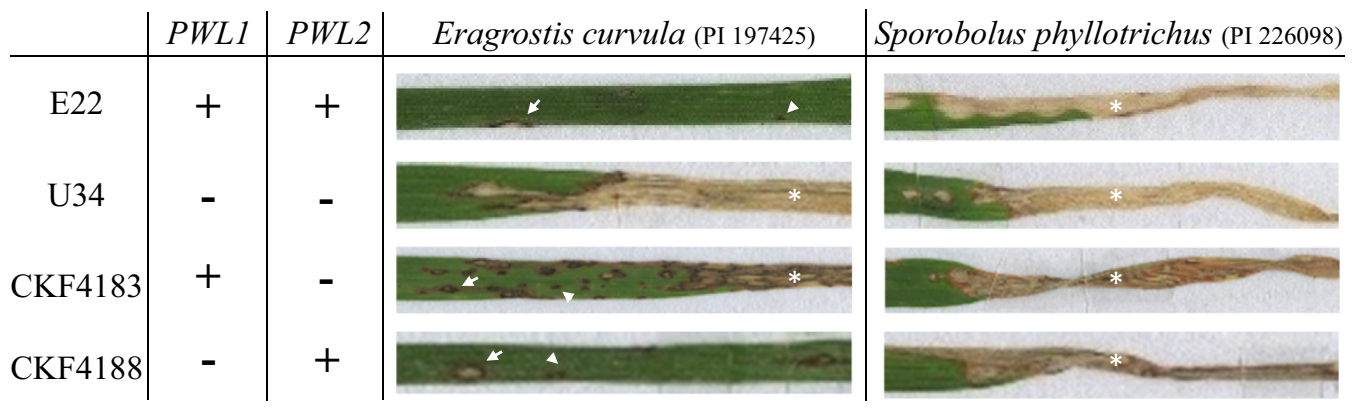 PWL1 PWL2 Eragrostis curvula (PI 197425) Sporobolus phyllotrichus (PI 226098)
E22 + + * 
U34 - - * *
CKF4183 + - * *
CKF4188 - + *